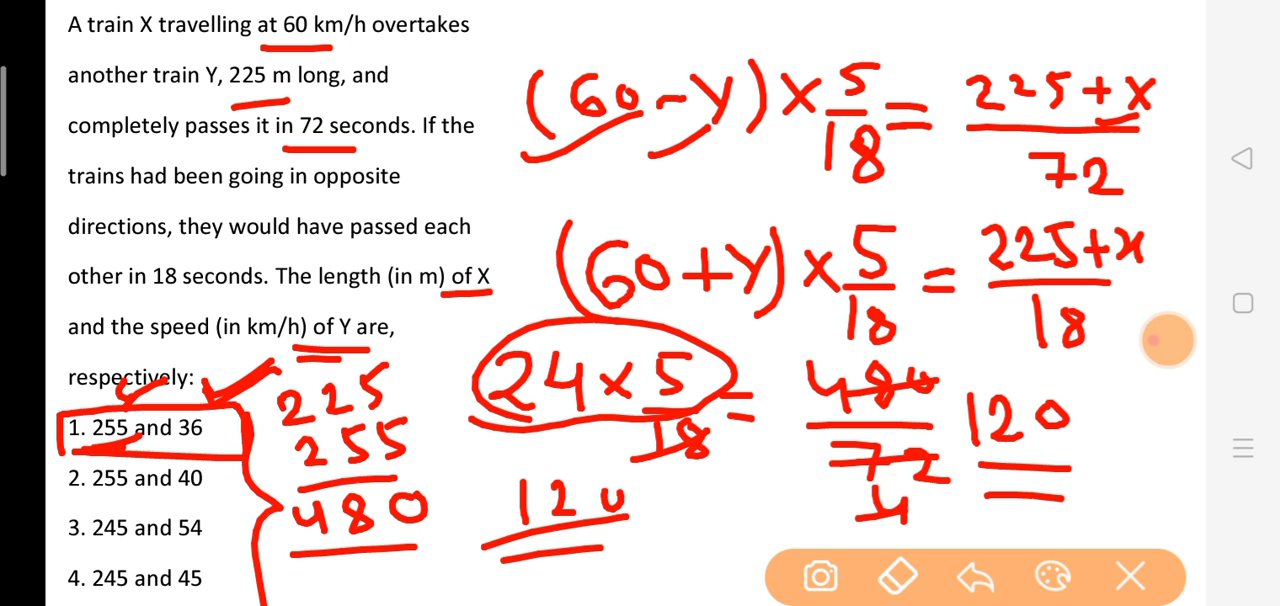 A train X travelling at 60 km/h overtakes
another train Y, 225 m long, and
completely passes it in 72 seconds. If the
trains had been going in opposite
directions, they would have passed each
other in 18 seconds. The length (in m) of X
and the speed (in km/h) of Y are,
respectively:
1. 255 and 36
2. 255 and 40
3. 245 and 54
4. 245 and 45
(60-y)×5/18 = 225+x/72
(60+y)×5/18 = 225+x/18
225
255
480
24×5/18 = 480/72
4
120
120